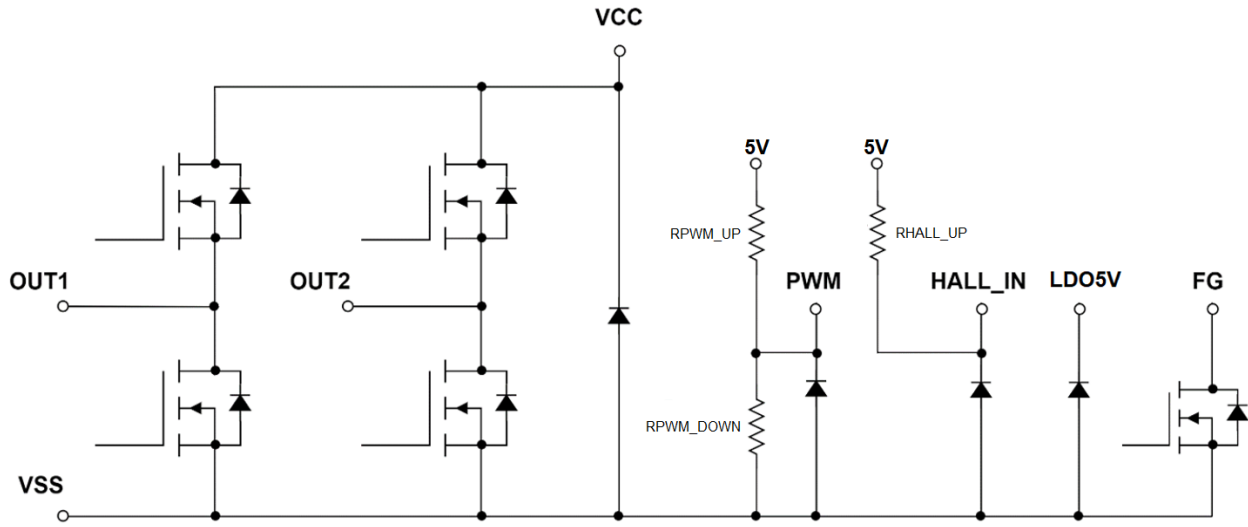 VCC
5V
5V
RPWM_UP
RHALL_UP
OUT1
OUT2
PWM
HALL_IN
LDO5V
FG
RPWM_DOWN
VSS